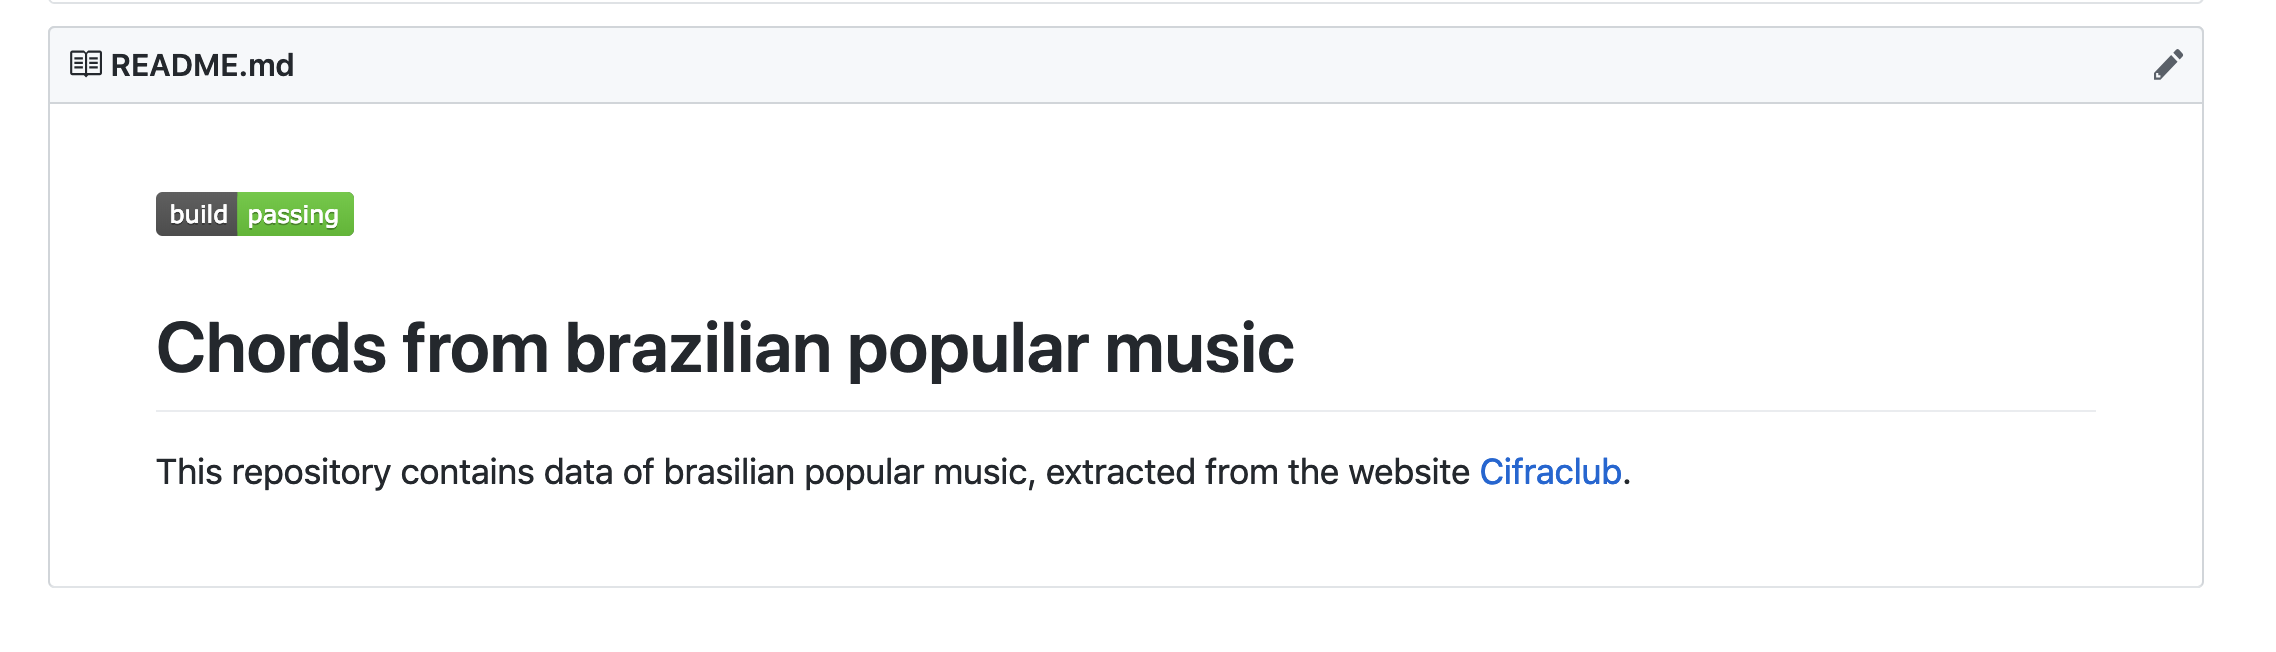 README.md
build passing
Chords from brazilian popular music
This repository contains data of brasilian popular music, extracted from the website Cifraclub.